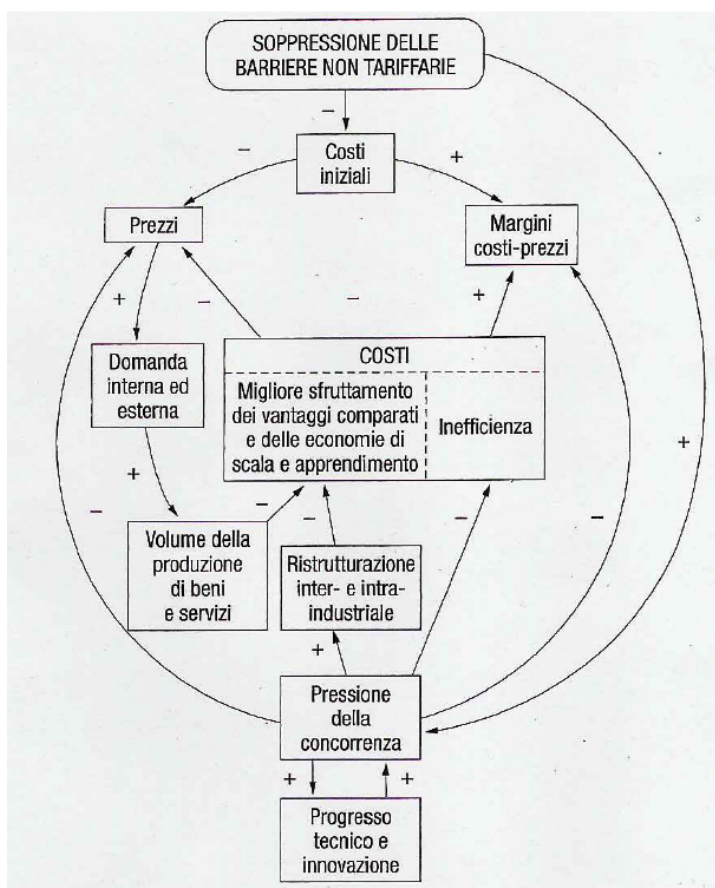 SOPPRESSIONE DELLE
BARRIERE NON TARIFFARIE
–
Costi
iniziali
–
+
Prezzi
Margini
costi-prezzi
+
–
–
+
COSTI
Domanda
interna ed
esterna
Migliore sfruttamento
dei vantaggi comparati
e delle economie di
scala e apprendimento
Inefficienza
+
+
–
–
–
–
–
Volume della
produzione
di beni
e servizi
Ristrutturazione
inter- e intra-
industriale
+
Pressione
della
concorrenza
+
+
Progresso
tecnico e
innovazione